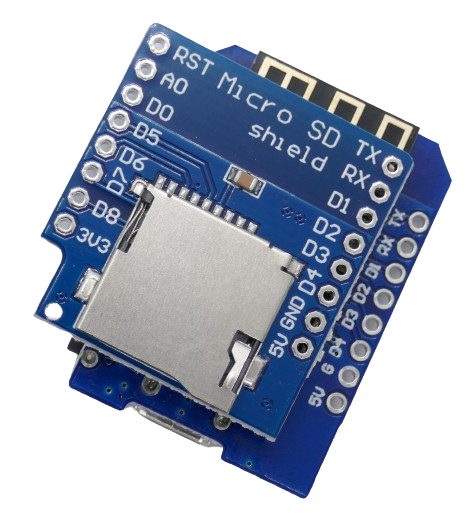 RST
A0
D0
D5
D6
D7
D8
3V3
Micro SD
shield
TX
RX
D1
D2
D3
D4
GND
5V
TX
RX
D1
D2
D3
D4
G
5V